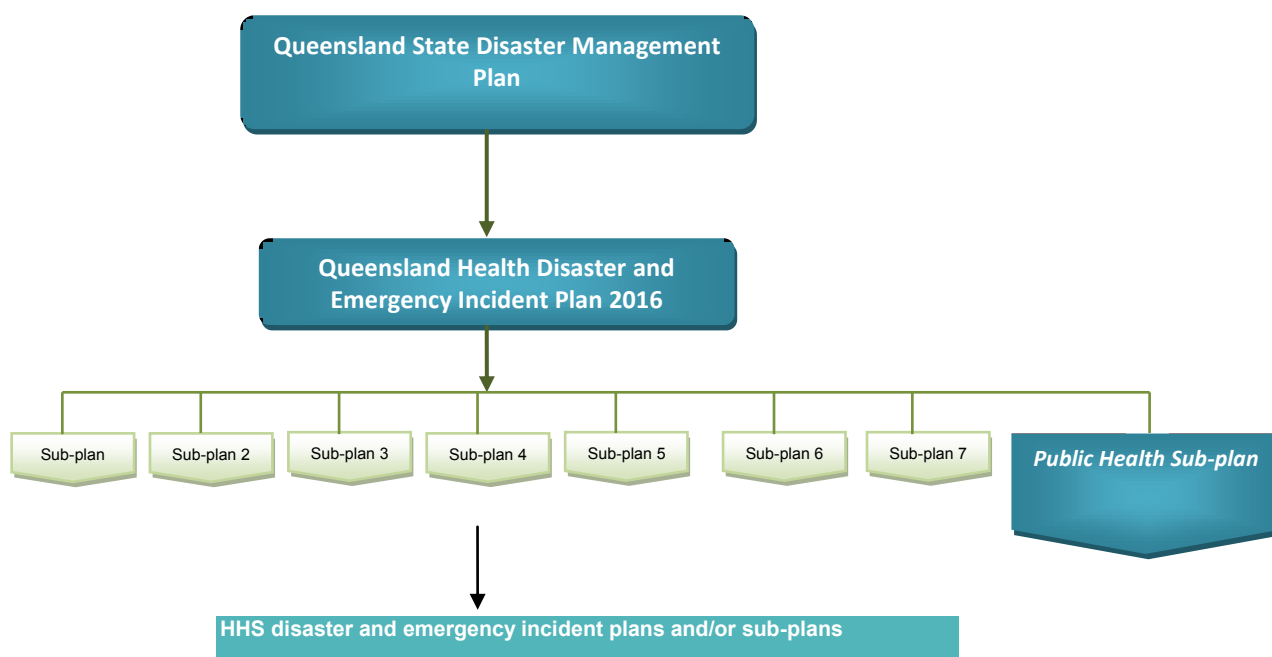 Queensland State Disaster Management
Plan
Queensland Health Disaster and
Emergency Incident Plan 2016
Sub-plan
Sub-plan 2
Sub-plan 3
Sub-plan 4
Sub-plan 5
Sub-plan 6
Sub-plan 7
Public Health Sub-plan
HHS disaster and emergency incident plans and/or sub-plans